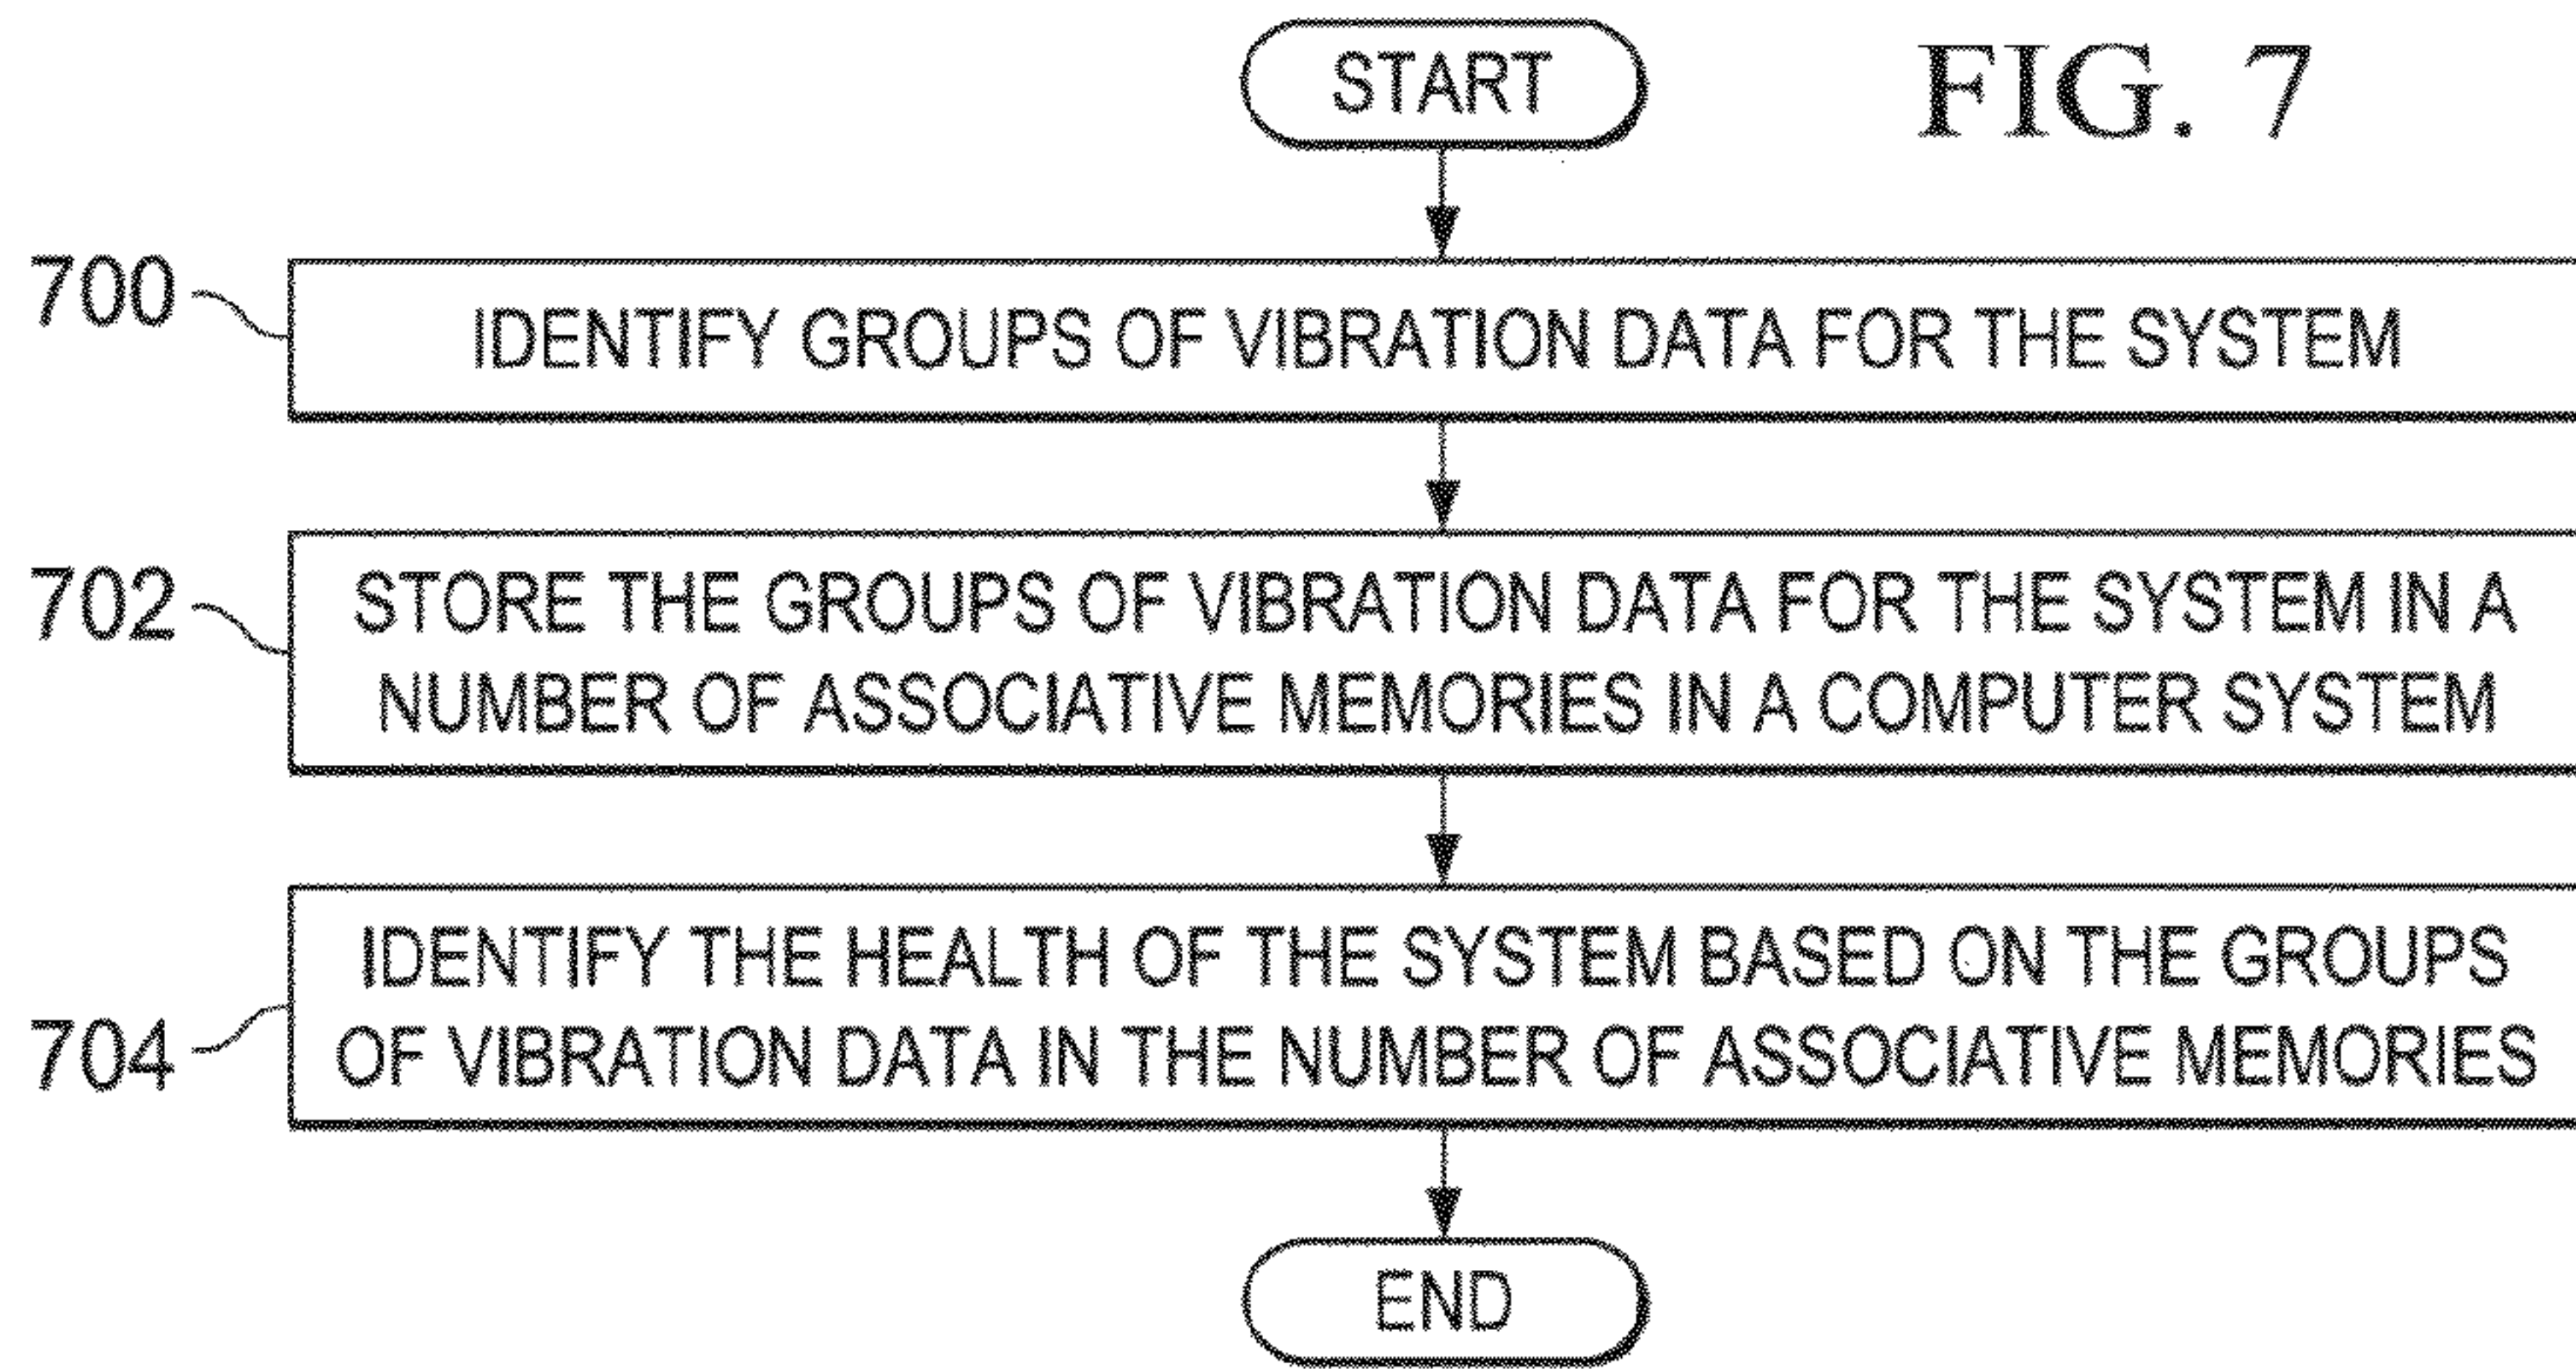 START
FIG. 7
700
IDENTIFY GROUPS OF VIBRATION DATA FOR THE SYSTEM
702
STORE THE GROUPS OF VIBRATION DATA FOR THE SYSTEM IN A
NUMBER OF ASSOCIATIVE MEMORIES IN A COMPUTER SYSTEM
704
IDENTIFY THE HEALTH OF THE SYSTEM BASED ON THE GROUPS
OF VIBRATION DATA IN THE NUMBER OF ASSOCIATIVE MEMORIES
END